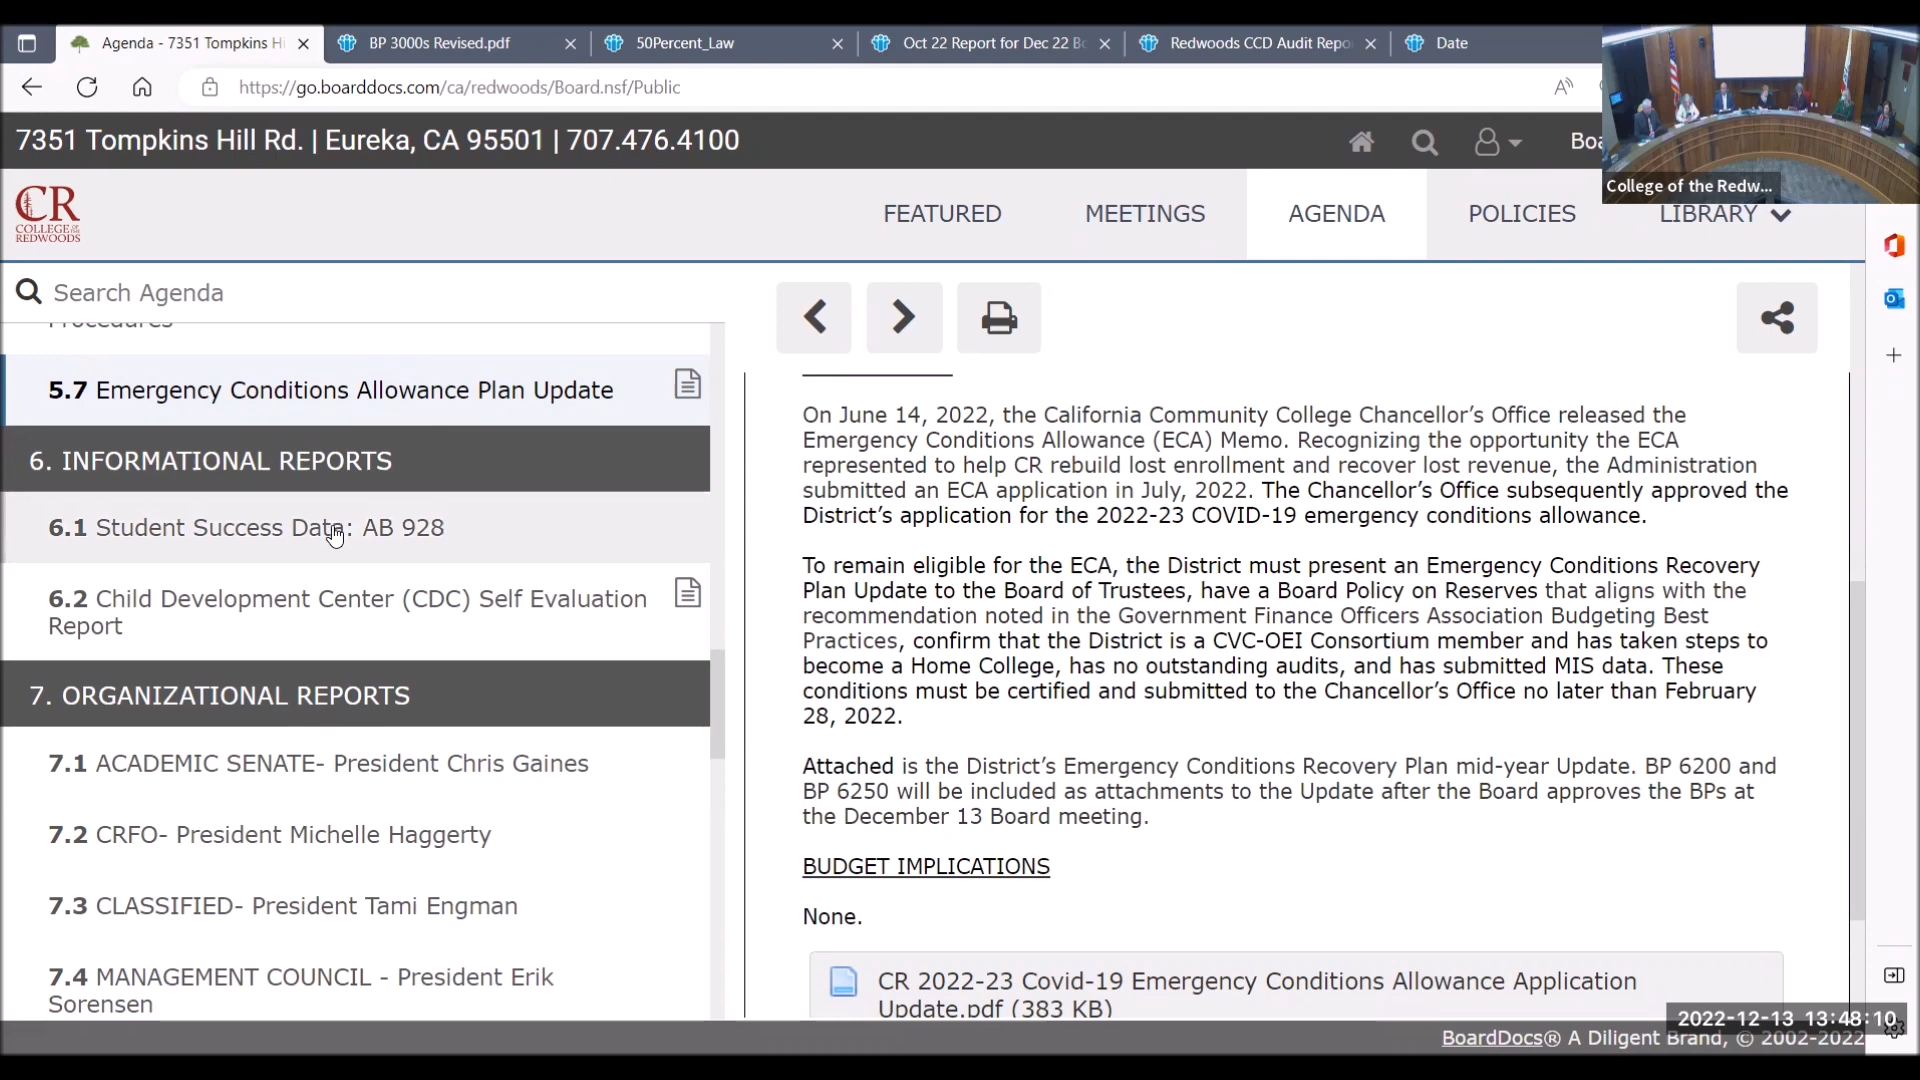 Agenda - 7351 Tompkins Hi
BP 3000s Revised.pdf
50Percent_Law
Oct 22 Report for Dec 22 Bo
Redwoods CCD Audit Repo
Date
https://go.boarddocs.com/ca/redwoods/Board.nsf/Public
7351 Tompkins Hill Rd. | Eureka, CA 95501 | 707.476.4100
Boa
College of the Redw...
CR
COLLEGE OF THE
REDWOODS
FEATURED
MEETINGS
AGENDA
POLICIES
LIBRARY
Search Agenda
Procedures
5.7 Emergency Conditions Allowance Plan Update
6. INFORMATIONAL REPORTS
6.1 Student Success Data: AB 928
6.2 Child Development Center (CDC) Self Evaluation
Report
7. ORGANIZATIONAL REPORTS
7.1 ACADEMIC SENATE- President Chris Gaines
7.2 CRFO- President Michelle Haggerty
7.3 CLASSIFIED- President Tami Engman
7.4 MANAGEMENT COUNCIL - President Erik
Sorensen
On June 14, 2022, the California Community College Chancellor’s Office released the
Emergency Conditions Allowance (ECA) Memo. Recognizing the opportunity the ECA
represented to help CR rebuild lost enrollment and recover lost revenue, the Administration
submitted an ECA application in July, 2022. The Chancellor’s Office subsequently approved the
District’s application for the 2022-23 COVID-19 emergency conditions allowance.
To remain eligible for the ECA, the District must present an Emergency Conditions Recovery
Plan Update to the Board of Trustees, have a Board Policy on Reserves that aligns with the
recommendation noted in the Government Finance Officers Association Budgeting Best
Practices, confirm that the District is a CVC-OEI Consortium member and has taken steps to
become a Home College, has no outstanding audits, and has submitted MIS data. These
conditions must be certified and submitted to the Chancellor’s Office no later than February
28, 2022.
Attached is the District’s Emergency Conditions Recovery Plan mid-year Update. BP 6200 and
BP 6250 will be included as attachments to the Update after the Board approves the BPs at
the December 13 Board meeting.
BUDGET IMPLICATIONS
None.
CR 2022-23 Covid-19 Emergency Conditions Allowance Application
Update.pdf (383 KB)
2022-12-13 13:48:10
BoardDocs® A Diligent Brand, © 2002-2022